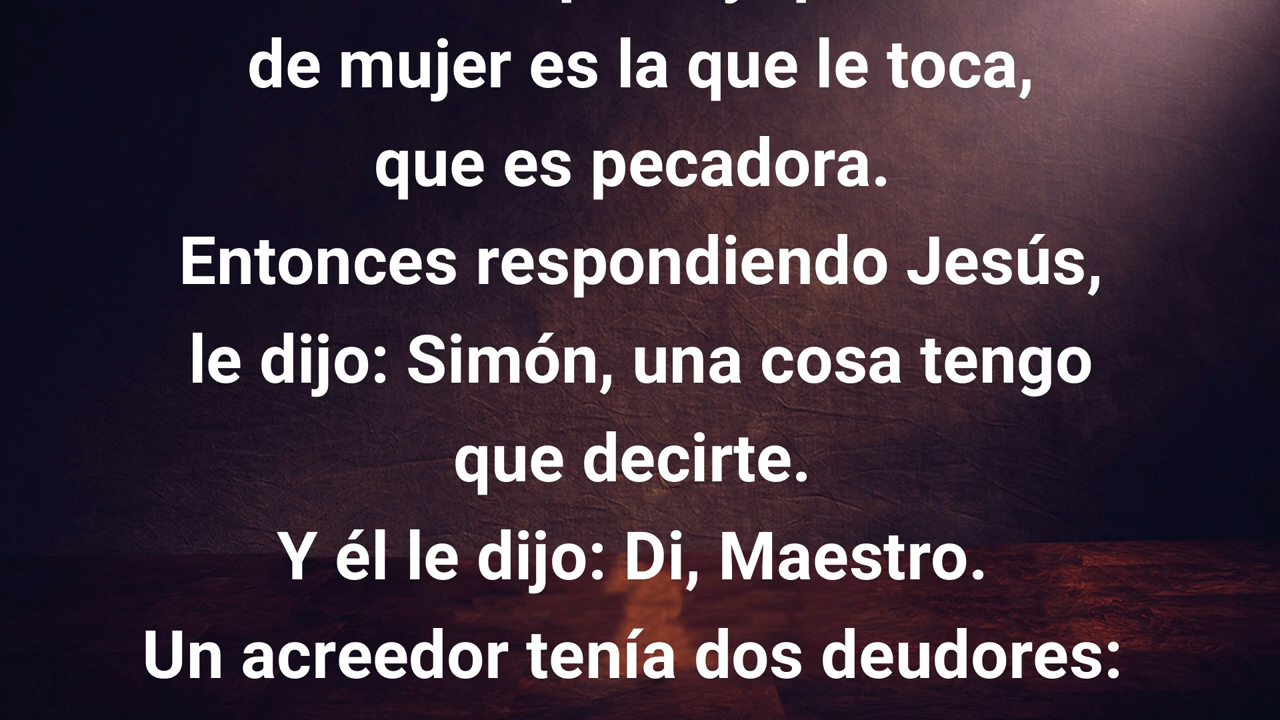 de mujer es la que le toca,
que es pecadora.
Entonces respondiendo Jesús,
le dijo: Simón, una cosa tengo
que decirte.
Y él le dijo: Di, Maestro.
Un acreedor tenía dos deudores: